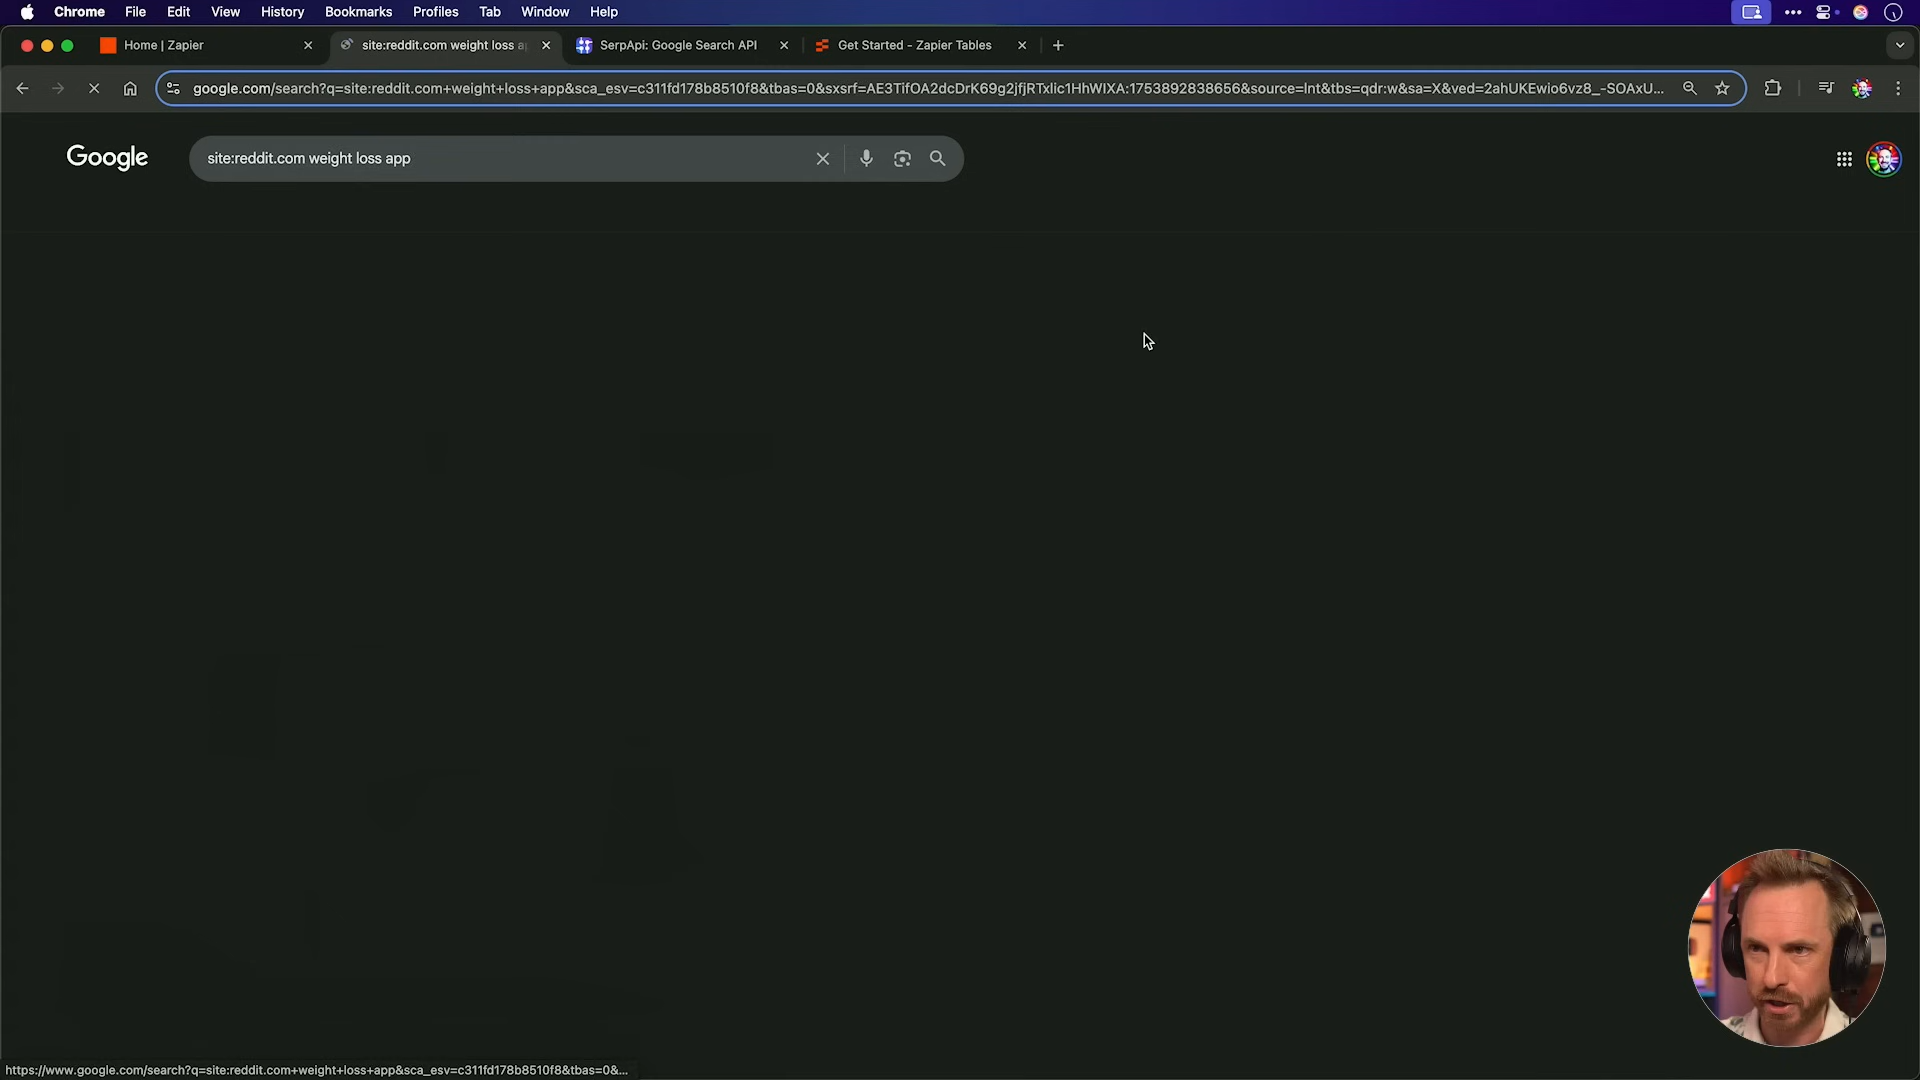 Chrome File Edit View History Bookmarks Profiles Tab Window Help
Home | Zapier
site:reddit.com weight loss a
SerpApi: Google Search API
Get Started - Zapier Tables
google.com/search?q=site:reddit.com+weight+loss+app&sca_esv=c311fd178b8510f8&tbas=0&sxsrf=AE3TifOA2dcDrK69g2jfjRTxlic1HhWIXA:1753892838656&source=lnt&tbs=qdr:w&sa=X&ved=2ahUKEwio6vz8_-SOAxU...
Google
site:reddit.com weight loss app
https://www.google.com/search?q=site:reddit.com+weight+loss+app&sca_esv=c311fd178b8510f8&tbas=0&...